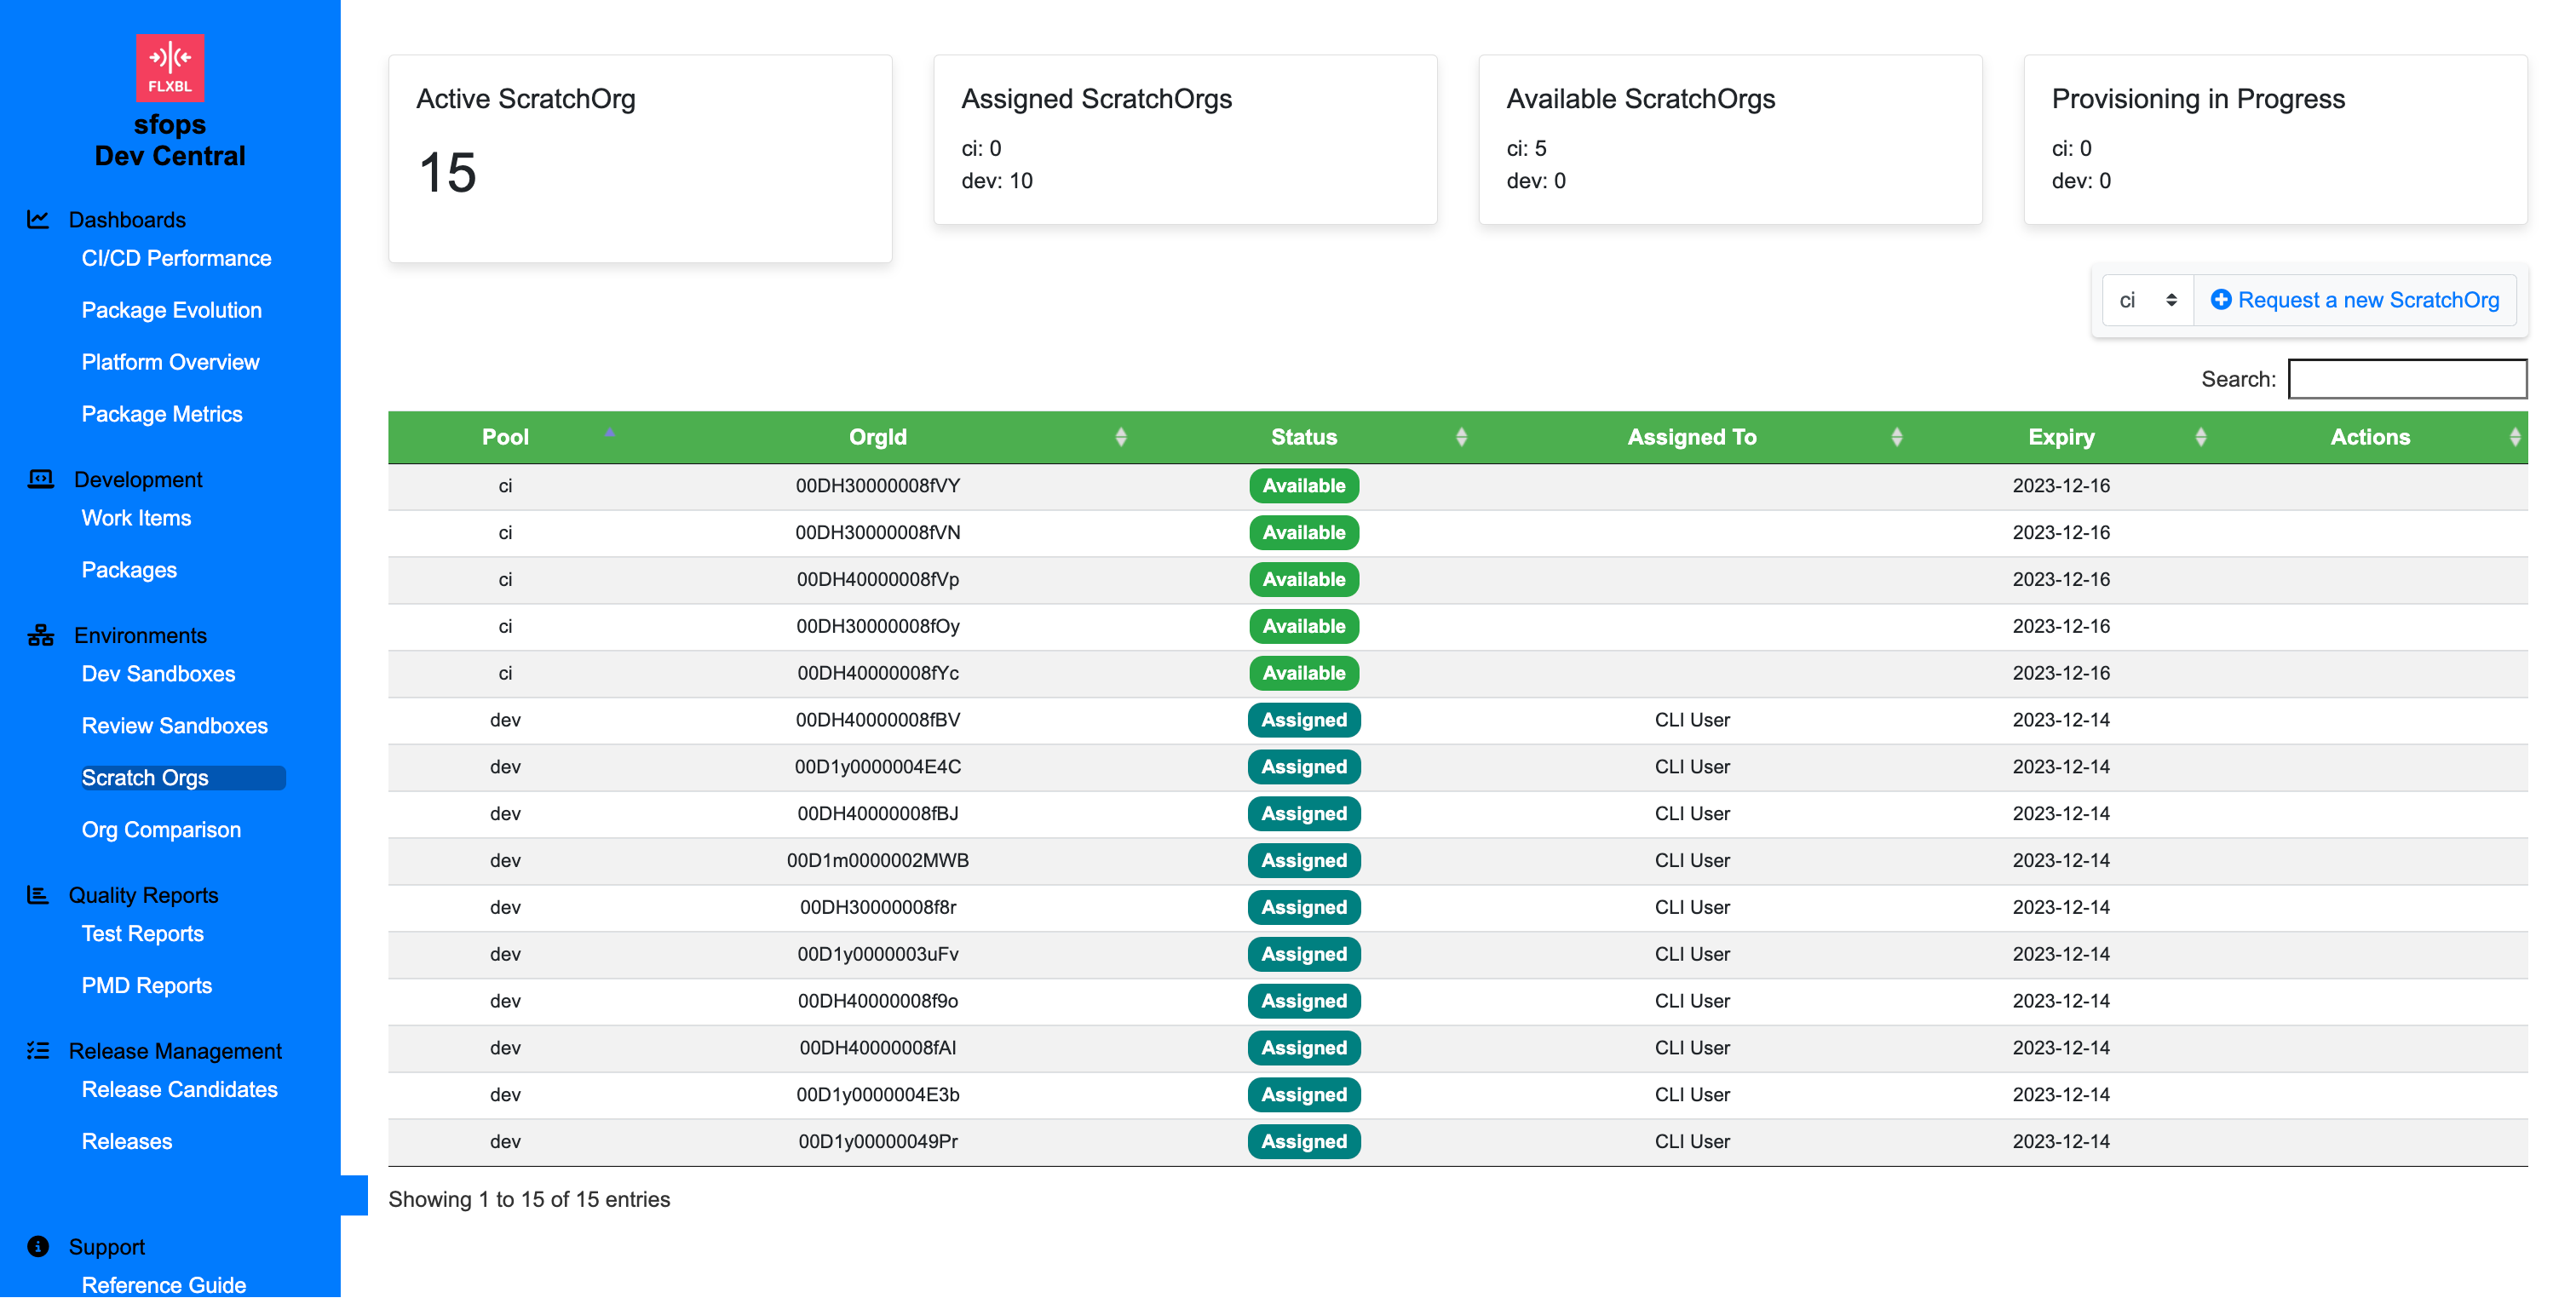 FLXBL
sfops
Dev Central
Dashboards
CI/CD Performance
Package Evolution
Platform Overview
Package Metrics
Development
Work Items
Packages
Environments
Dev Sandboxes
Review Sandboxes
Scratch Orgs
Org Comparison
Quality Reports
Test Reports
PMD Reports
Release Management
Release Candidates
Releases
Support
Reference Guide
Active ScratchOrg
15
Assigned ScratchOrgs
ci: 0
dev: 10
Available ScratchOrgs
ci: 5
dev: 0
Provisioning in Progress
ci: 0
dev: 0
ci Request a new ScratchOrg
Search:
Pool OrgId Status Assigned To Expiry Actions
ci 00DH30000008fVY Available 2023-12-16
ci 00DH30000008fVN Available 2023-12-16
ci 00DH40000008fVp Available 2023-12-16
ci 00DH30000008fOy Available 2023-12-16
ci 00DH40000008fYc Available 2023-12-16
dev 00DH40000008fBV Assigned CLI User 2023-12-14
dev 00D1y0000004E4C Assigned CLI User 2023-12-14
dev 00DH40000008fBJ Assigned CLI User 2023-12-14
dev 00D1m0000002MWB Assigned CLI User 2023-12-14
dev 00DH30000008f8r Assigned CLI User 2023-12-14
dev 00D1y0000003uFv Assigned CLI User 2023-12-14
dev 00DH40000008f9o Assigned CLI User 2023-12-14
dev 00DH40000008fAI Assigned CLI User 2023-12-14
dev 00D1y0000004E3b Assigned CLI User 2023-12-14
dev 00D1y00000049Pr Assigned CLI User 2023-12-14
Showing 1 to 15 of 15 entries